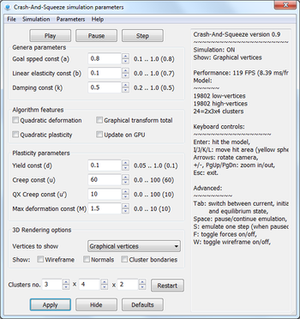 Crash-And-Squeeze simulation parameters
File Simulation Parameters Help
Play Pause Step
Genera parameters
Goal speed const (a) 0.8 0.1 .. 1.0 (0.8)
Linear elasticity const (b) 0.1 0.0 .. 1.0 (0.1)
Damping const (k) 0.5 0.2 .. 1.0 (0.5)
Algorithm features
Quadratic deformation Graphical transform total
Quadratic plasticity Update on GPU
Plasticity parameters
Yield const (d) 0.1 0.05 .. 1.0 (0.1)
Creep const (u) 60 0.0 .. 100 (60)
QX Creep const (u') 10 0.0 .. 100 (10)
Max deformation const (M) 1.5 0.0 .. 10 (10)
3D Rendering options
Vertices to show Graphical vertices
Show: Wireframe Normals Cluster bondaries
Clusters no. 3 x 4 x 2 Restart
Apply Hide Defaults
Crash-And-Squeeze version 0.9
~~~~~~~~~~~~~~~~~~~
Simulation: ON
Show: Graphical vertices
Performance: 119 FPS (8.39 ms/fr
Model:
~~~~~~
19802 low-vertices
19802 high-vertices
24=2x3x4 clusters
Keyboard controls:
~~~~~~~~~~~~~~~~~
Enter: hit the model,
I/J/K/L: move hit area (yellow sphe
Arrows: rotate camera,
+/-, PgUp/PgDn: zoom in/out,
Esc: exit.
Advanced:
~~~~~~~~~
Tab: switch between current, initial
and equilibrium state,
Space: pause/continue emulation,
S: emulate one step (when paused
F: toggle forces on/off,
W: toggle wireframe on/off,